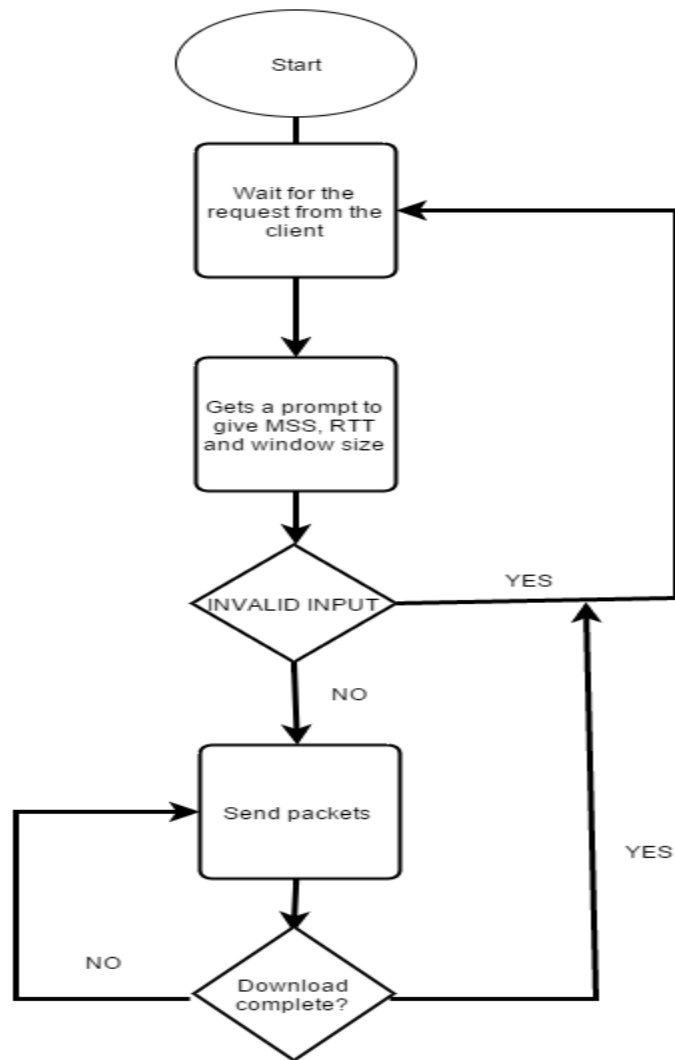 Start
Wait for the
request from the
client
Gets a prompt to
give MSS, RTT
and window size
INVALID INPUT
YES
NO
Send packets
YES
NO
Download
complete?